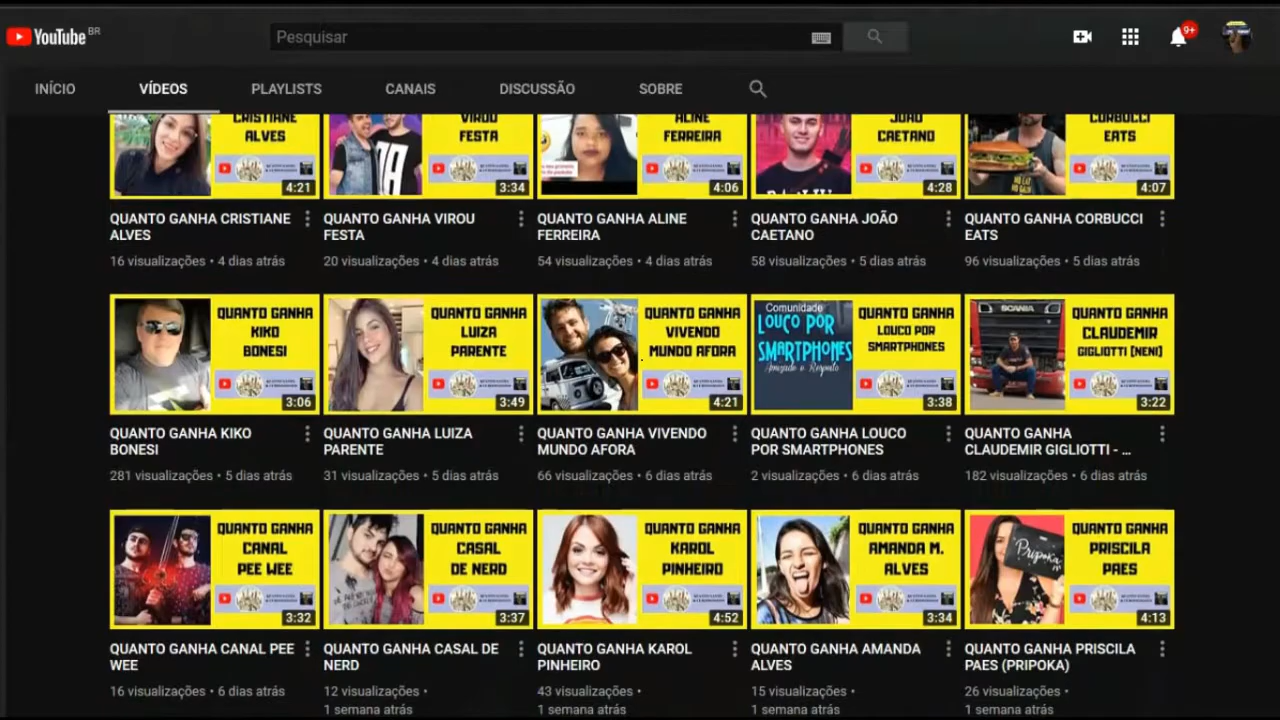 YouTube BR
Pesquisar
9+
INÍCIO VÍDEOS PLAYLISTS CANAIS DISCUSSÃO SOBRE
CRISTIANE
ALVES
4:21
VIROU
FESTA
3:34
ALINE
FERREIRA
4:06
JOÃO
CAETANO
4:28
CORBUCCI
EATS
4:07
QUANTO GANHA CRISTIANE
ALVES
16 visualizações • 4 dias atrás
QUANTO GANHA VIROU
FESTA
20 visualizações • 4 dias atrás
QUANTO GANHA ALINE
FERREIRA
54 visualizações • 4 dias atrás
QUANTO GANHA JOÃO
CAETANO
58 visualizações • 5 dias atrás
QUANTO GANHA CORBUCCI
EATS
96 visualizações • 5 dias atrás
QUANTO GANHA
KIKO
BONESI
3:06
QUANTO GANHA
LUIZA
PARENTE
3:49
QUANTO GANHA
VIVENDO
MUNDO AFORA
4:21
Comunidade
LOUCO POR
SMARTPHONES
Amizade e Respeito
QUANTO GANHA
LOUCO POR
SMARTPHONES
3:38
SCANIA
QUANTO GANHA
CLAUDEMIR
GIGLIOTTI (NENI)
3:22
QUANTO GANHA KIKO
BONESI
281 visualizações • 5 dias atrás
QUANTO GANHA LUIZA
PARENTE
31 visualizações • 5 dias atrás
QUANTO GANHA VIVENDO
MUNDO AFORA
66 visualizações • 6 dias atrás
QUANTO GANHA LOUCO
POR SMARTPHONES
2 visualizações • 6 dias atrás
QUANTO GANHA
CLAUDEMIR GIGLIOTTI - ...
182 visualizações • 6 dias atrás
QUANTO GANHA
CANAL
PEE WEE
3:32
QUANTO GANHA
CASAL
DE NERD
3:37
QUANTO GANHA
KAROL
PINHEIRO
4:52
QUANTO GANHA
AMANDA M.
ALVES
3:34
Pripoka
QUANTO GANHA
PRISCILA
PAES
4:13
QUANTO GANHA CANAL PEE
WEE
16 visualizações • 6 dias atrás
QUANTO GANHA CASAL DE
NERD
12 visualizações •
1 semana atrás
QUANTO GANHA KAROL
PINHEIRO
43 visualizações •
1 semana atrás
QUANTO GANHA AMANDA
ALVES
15 visualizações •
1 semana atrás
QUANTO GANHA PRISCILA
PAES (PRIPOKA)
26 visualizações •
1 semana atrás